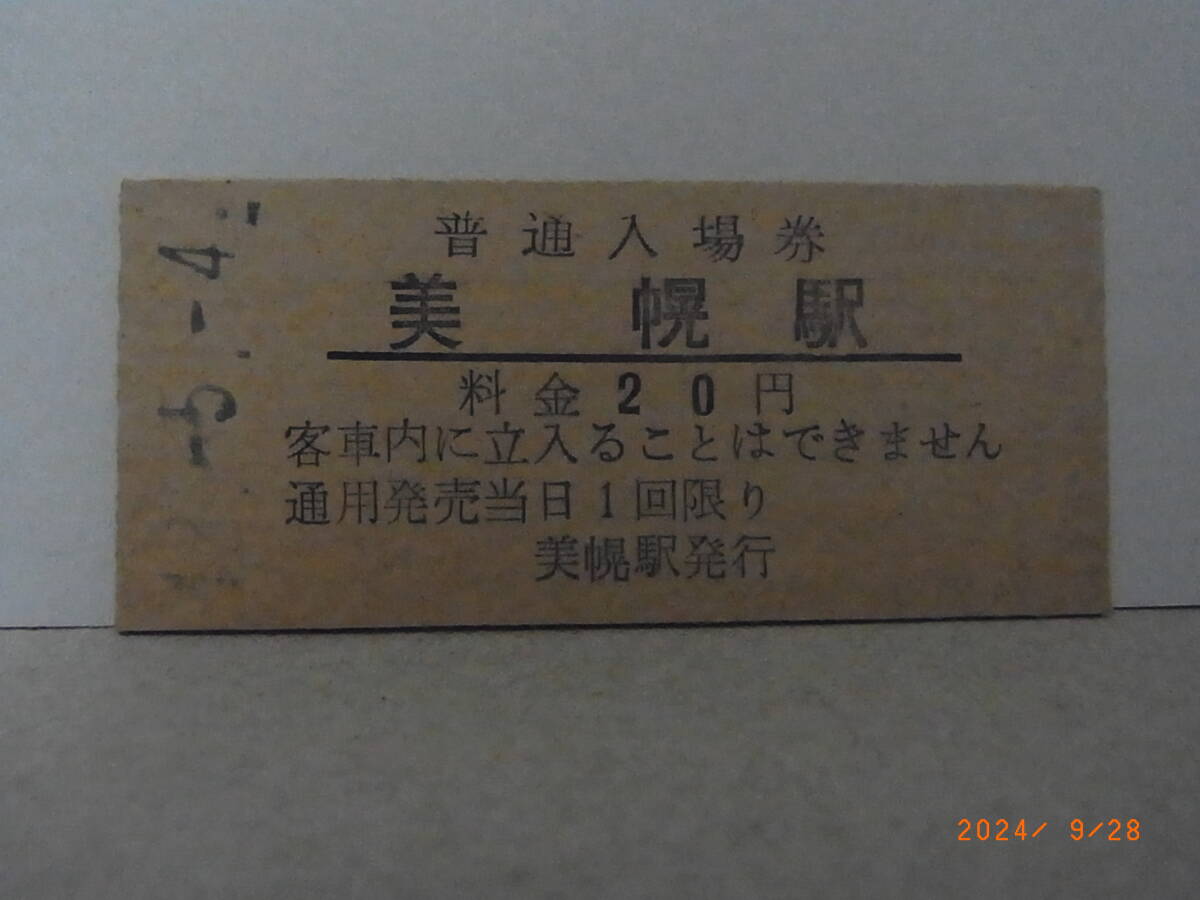 普通入場券
美幌駅
料金20円
客車内に立入ることはできません
通用発売当日1回限り
美幌駅発行
-5.-4
2024/ 9/28